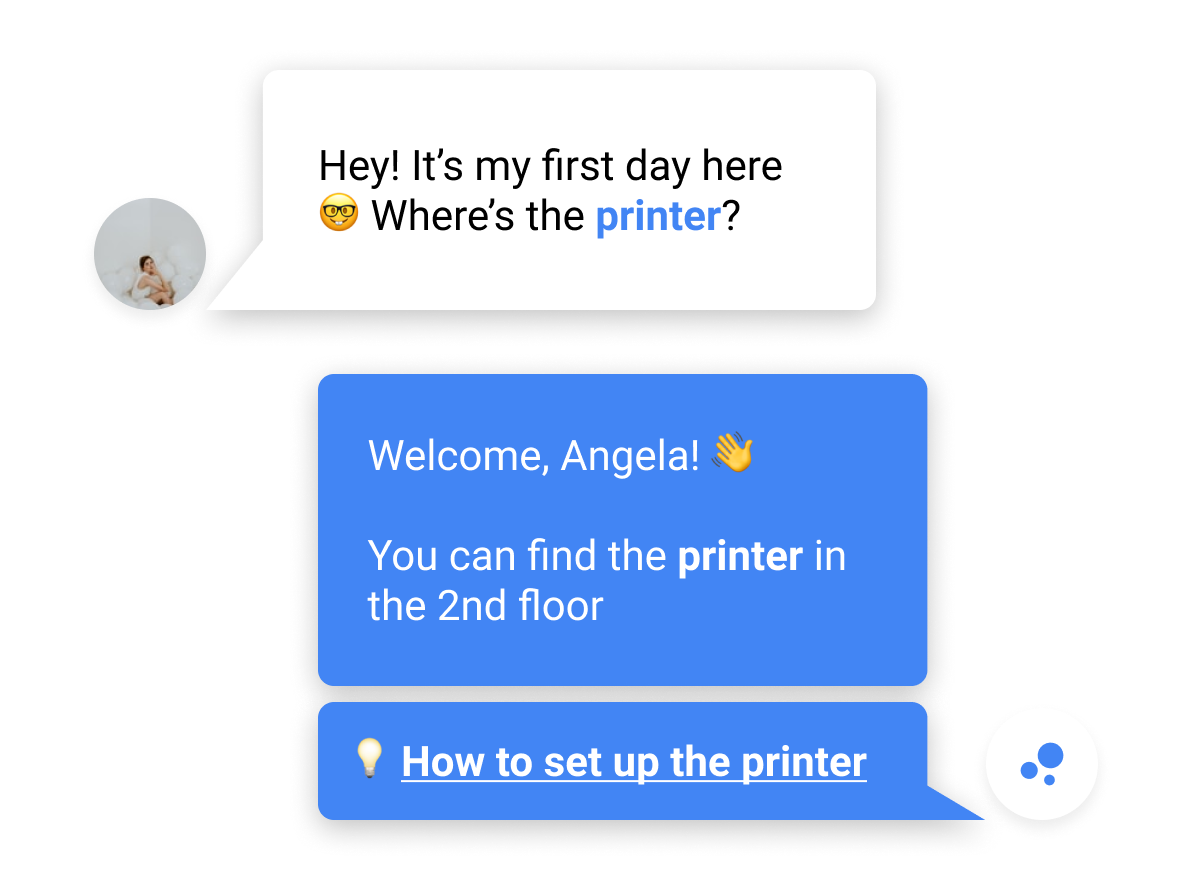 Hey! It’s my first day here
🤓 Where’s the printer?
Welcome, Angela! 👋
You can find the printer in
the 2nd floor
💡 How to set up the printer